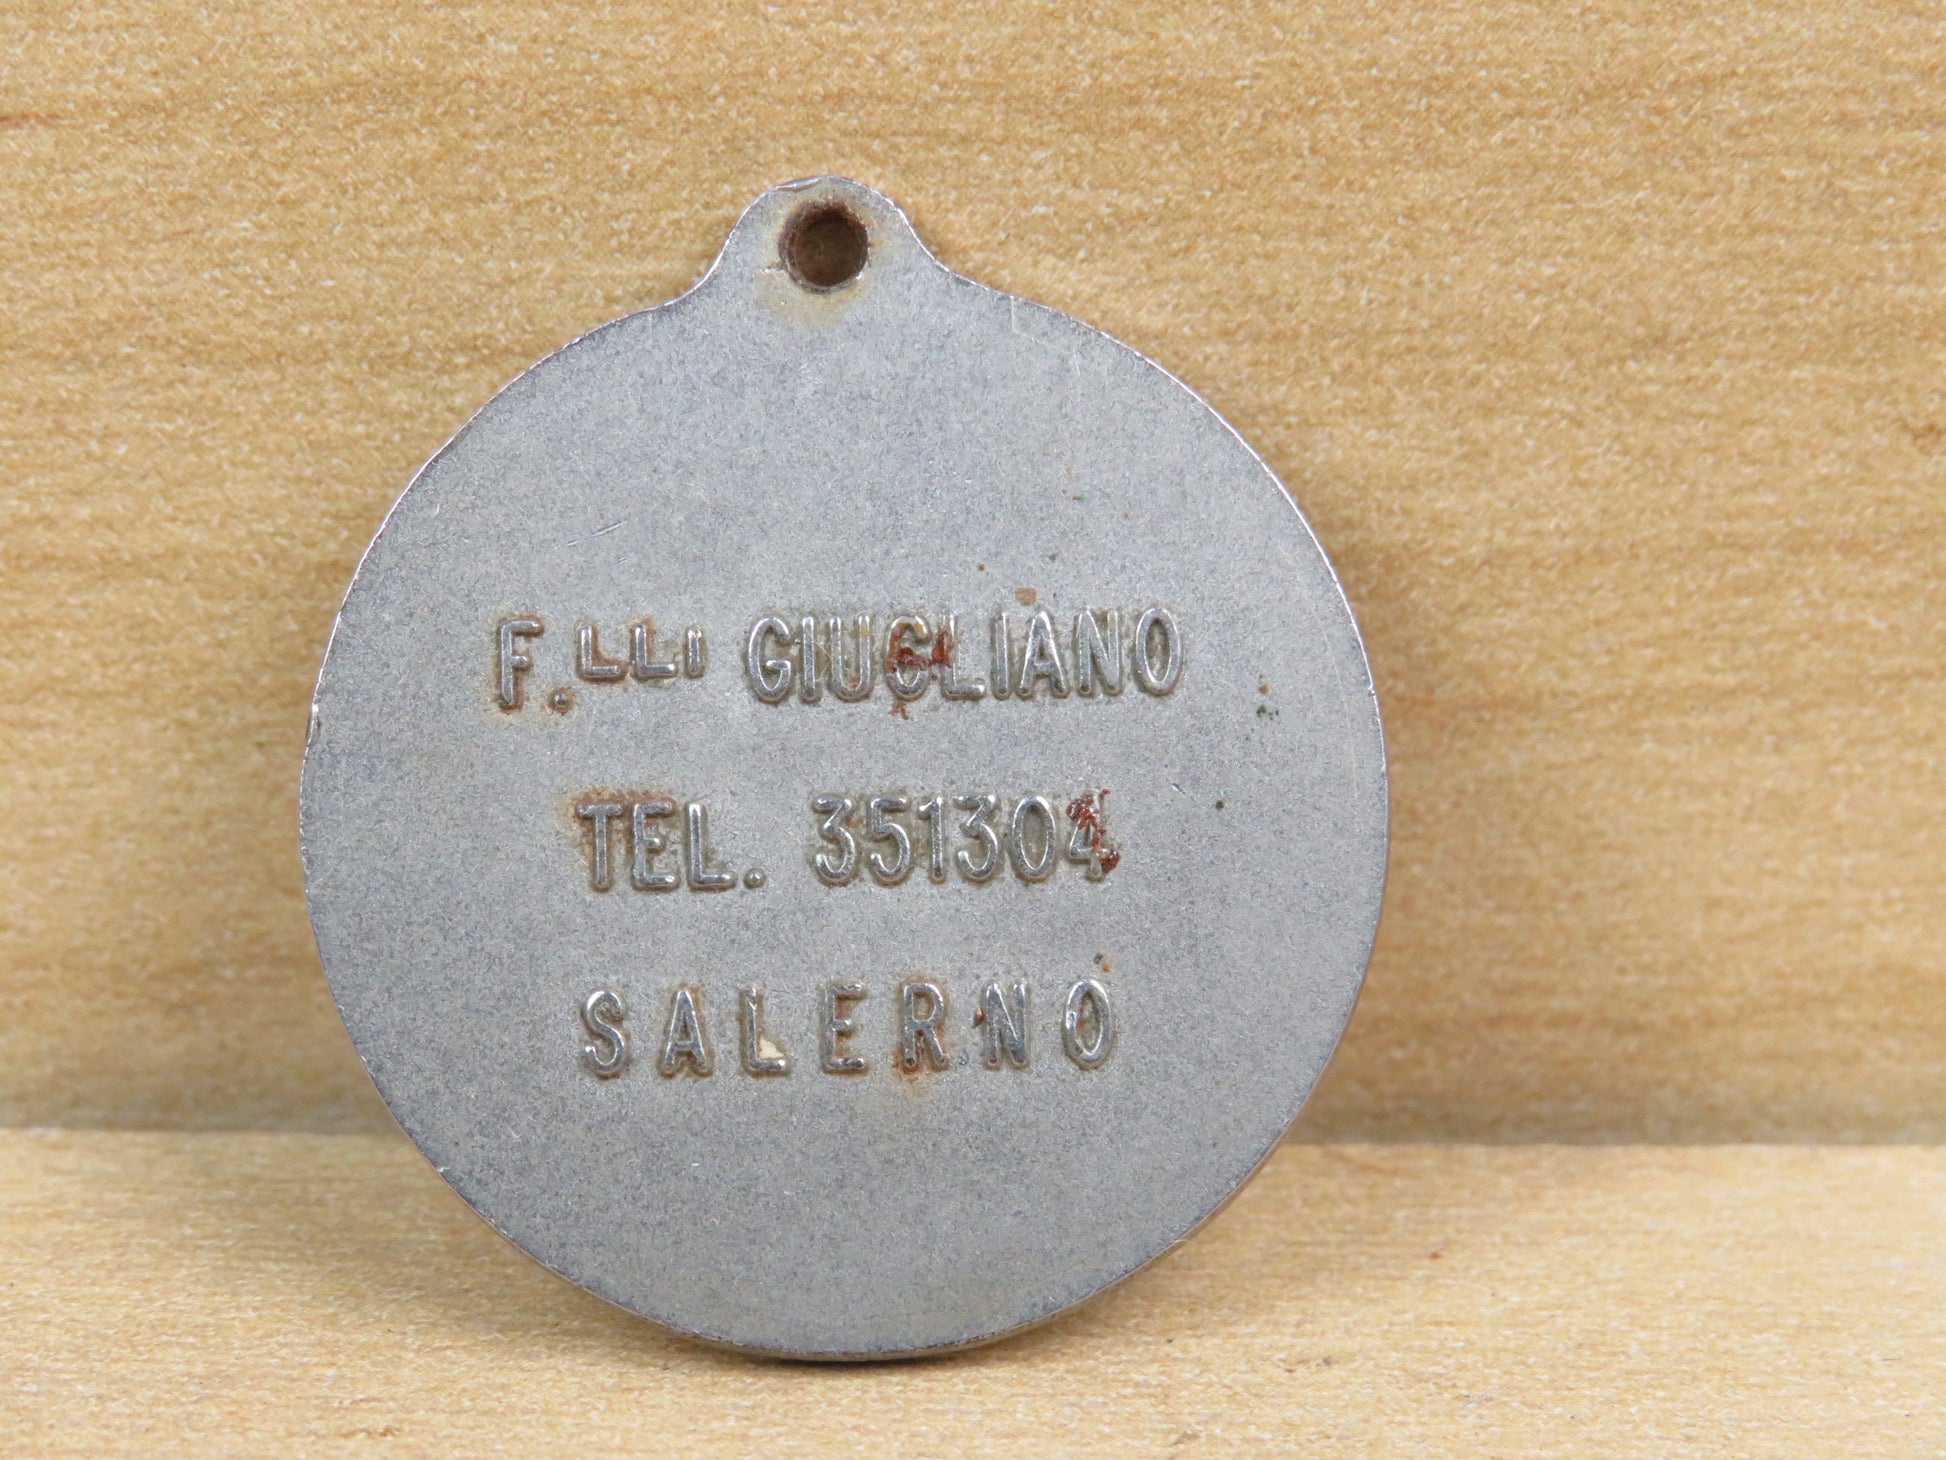 F.LLI GIUGLIANO
TEL. 351304
SALERNO